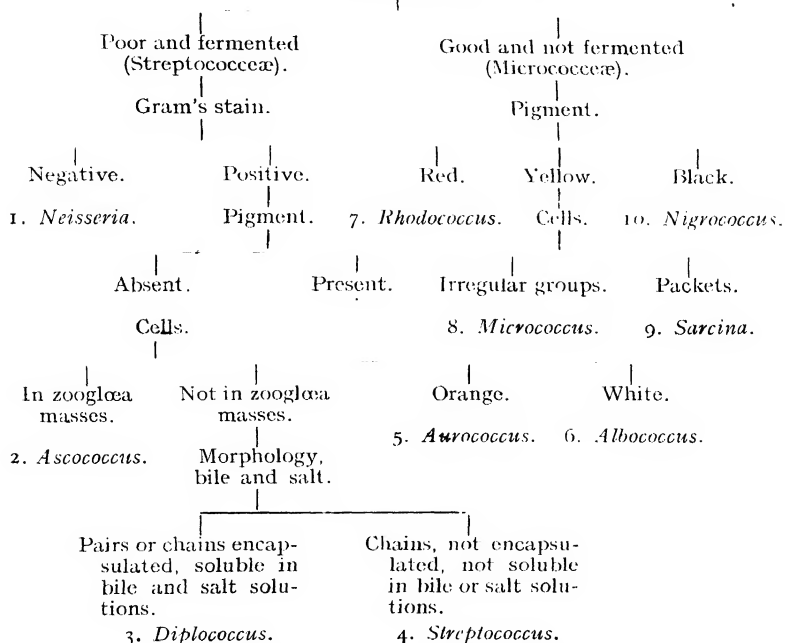 Poor and fermented
(Streptococceæ).
Good and not fermented
(Micrococceæ).
Gram's stain.
Pigment.
Negative.
Positive.
Red.
Yellow.
Black.
1. Neisseria.
Pigment.
7. Rhodococcus.
Cells.
10. Nigrococcus.
Absent.
Present.
Irregular groups.
Packets.
Cells.
8. Micrococcus.
9. Sarcina.
In zooglœa
masses.
Not in zooglœa
masses.
Orange.
White.
2. Ascococcus.
Morphology,
bile and salt.
5. Aurococcus.
6. Albococcus.
Pairs or chains encap-
sulated, soluble in
bile and salt solu-
tions.
3. Diplococcus.
Chains, not encapsu-
lated, not soluble
in bile or salt solu-
tions.
4. Streptococcus.